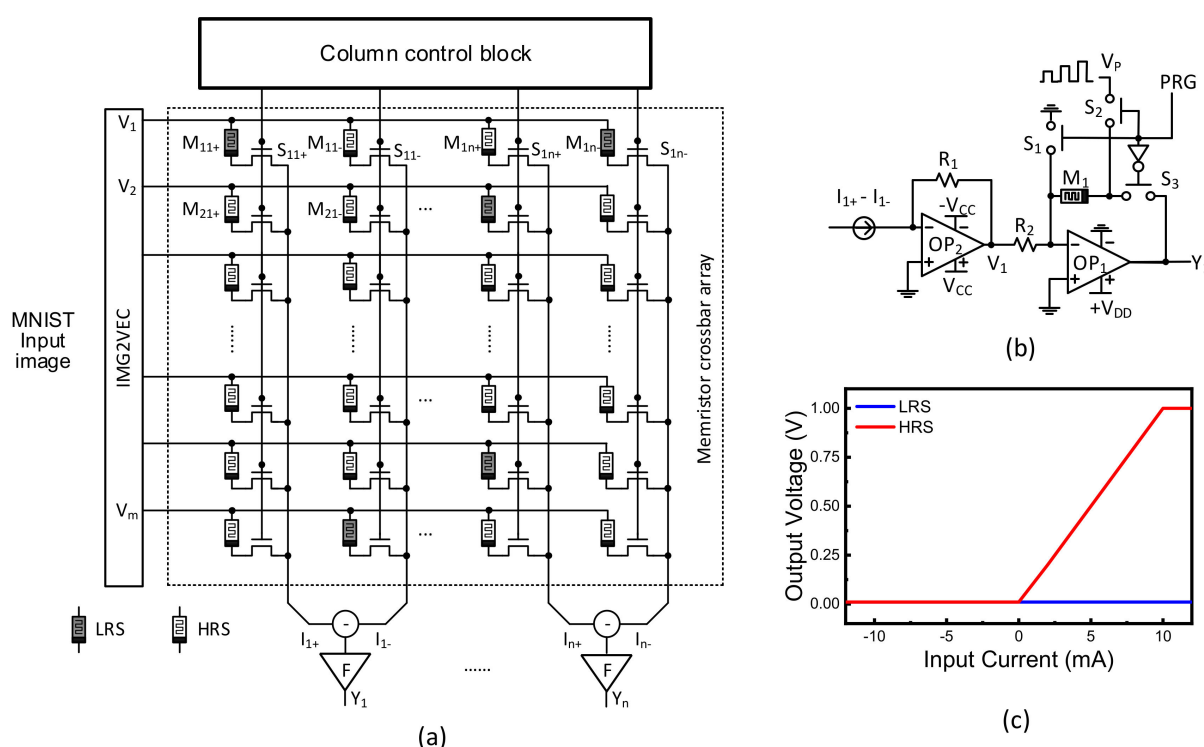 Column control block
V1
M11+
S11+
M11-
S11-
M1n+
S1n+
M1n-
S1n-
V2
M21+
M21-
...
MNIST
Input
image
IMG2VEC
........
........
........
........
...
...
Vm
...
Memristor crossbar array
LRS
HRS
I1+
-
I1-
In+
-
In-
F
......
F
Y1
Yn
(a)
VP
PRG
S2
S1
S3
M1
R1
I1+ - I1-
-VCC
-
OP2
+
+
VCC
V1
R2
-
-
OP1
+
+
+VDD
Y
(b)
LRS
HRS
1.00
0.75
0.50
0.25
0.00
Output Voltage (V)
-10
-5
0
5
10
Input Current (mA)
(c)